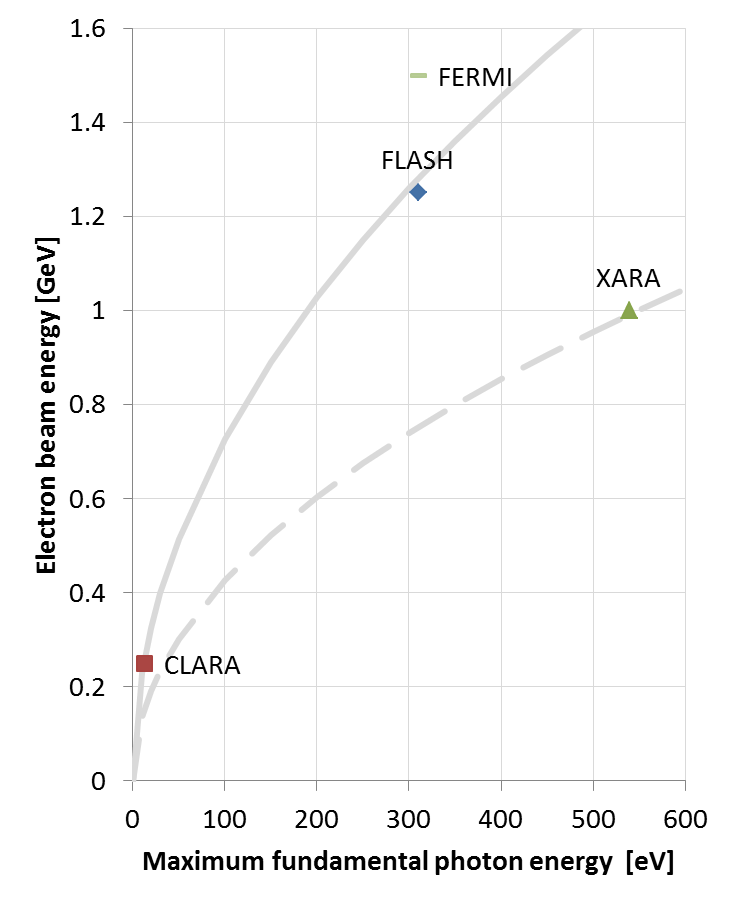 1.6
FERMI
1.4
FLASH
1.2
XARA
1
0.8
0.6
0.4
CLARA
0.2
0
0 100 200 300 400 500 600
Electron beam energy [GeV]
Maximum fundamental photon energy [eV]